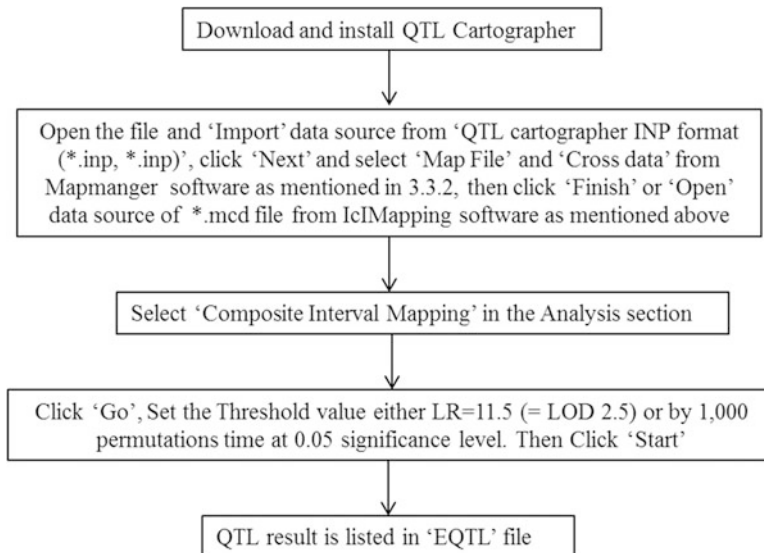 Download and install QTL Cartographer
Open the file and ‘Import’ data source from ‘QTL cartographer INP format
(*.inp, *.inp)’, click ‘Next’ and select ‘Map File’ and ‘Cross data’ from
Mapmanger software as mentioned in 3.3.2, then click ‘Finish’ or ‘Open’
data source of *.mcd file from IcIMapping software as mentioned above
Select ‘Composite Interval Mapping’ in the Analysis section
Click ‘Go’, Set the Threshold value either LR=11.5 (= LOD 2.5) or by 1,000
permutations time at 0.05 significance level. Then Click ‘Start’
QTL result is listed in ‘EQTL’ file